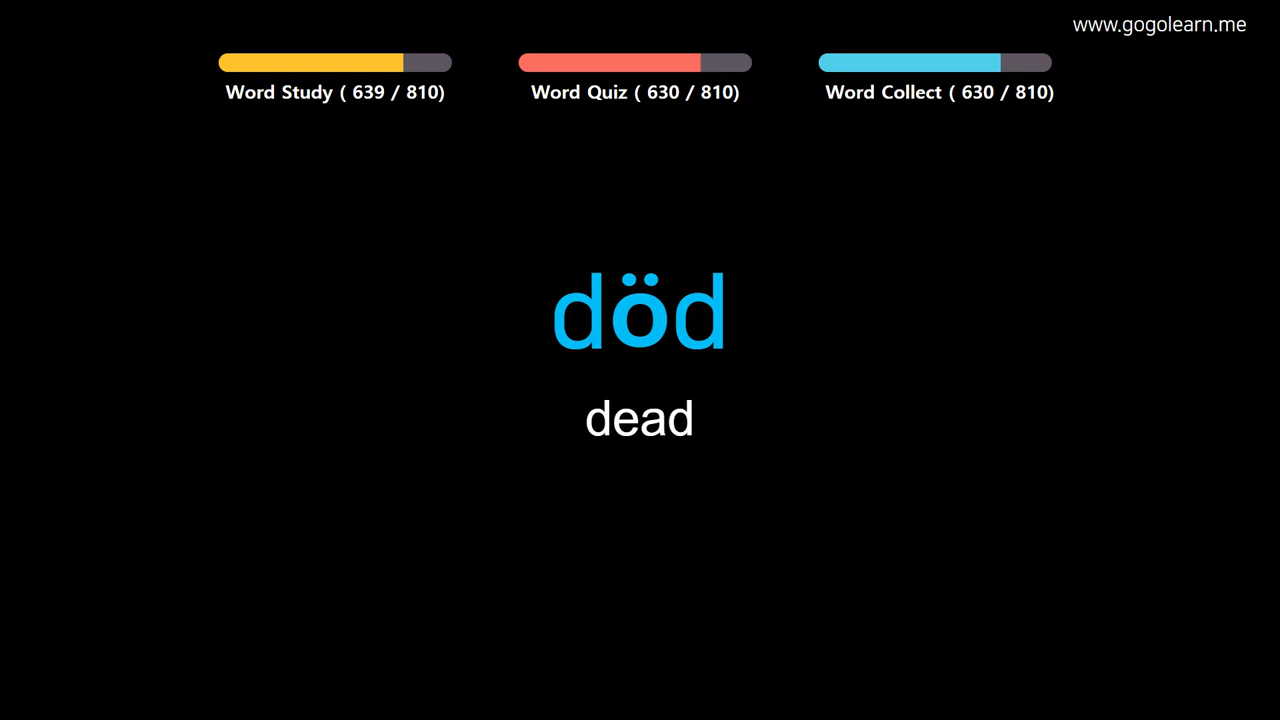 www.gogolearn.me
Word Study ( 639 / 810)
Word Quiz ( 630 / 810)
Word Collect ( 630 / 810)
död
dead